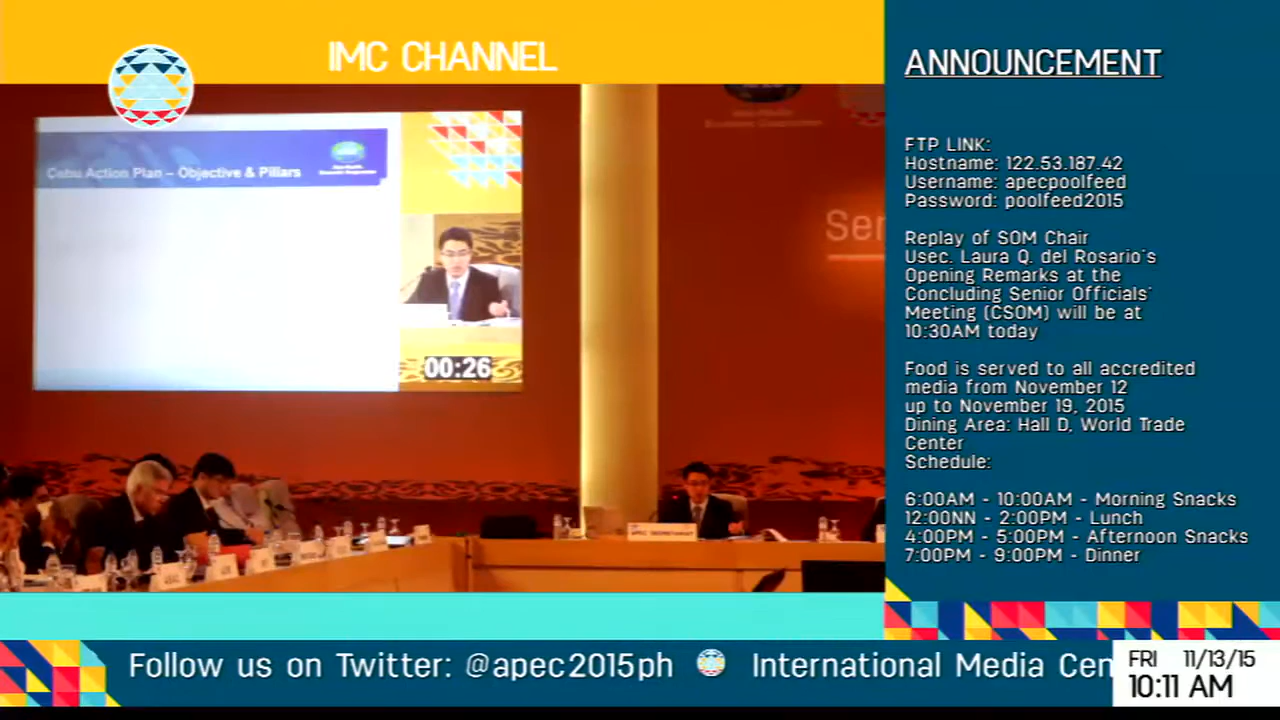 IMC CHANNEL
Cebu Action Plan – Objective & Pillars
00:26
Ser
ANNOUNCEMENT
FTP LINK:
Hostname: 122.53.187.42
Username: apecpoolfeed
Password: poolfeed2015
Replay of SOM Chair
Usec. Laura Q. del Rosario's
Opening Remarks at the
Concluding Senior Officials'
Meeting (CSOM) will be at
10:30AM today
Food is served to all accredited
media from November 12
up to November 19, 2015
Dining Area: Hall D, World Trade
Center
Schedule:
6:00AM - 10:00AM - Morning Snacks
12:00NN - 2:00PM - Lunch
4:00PM - 5:00PM - Afternoon Snacks
7:00PM - 9:00PM - Dinner
Follow us on Twitter: @apec2015ph International Media Cen
FRI 11/13/15
10:11 AM